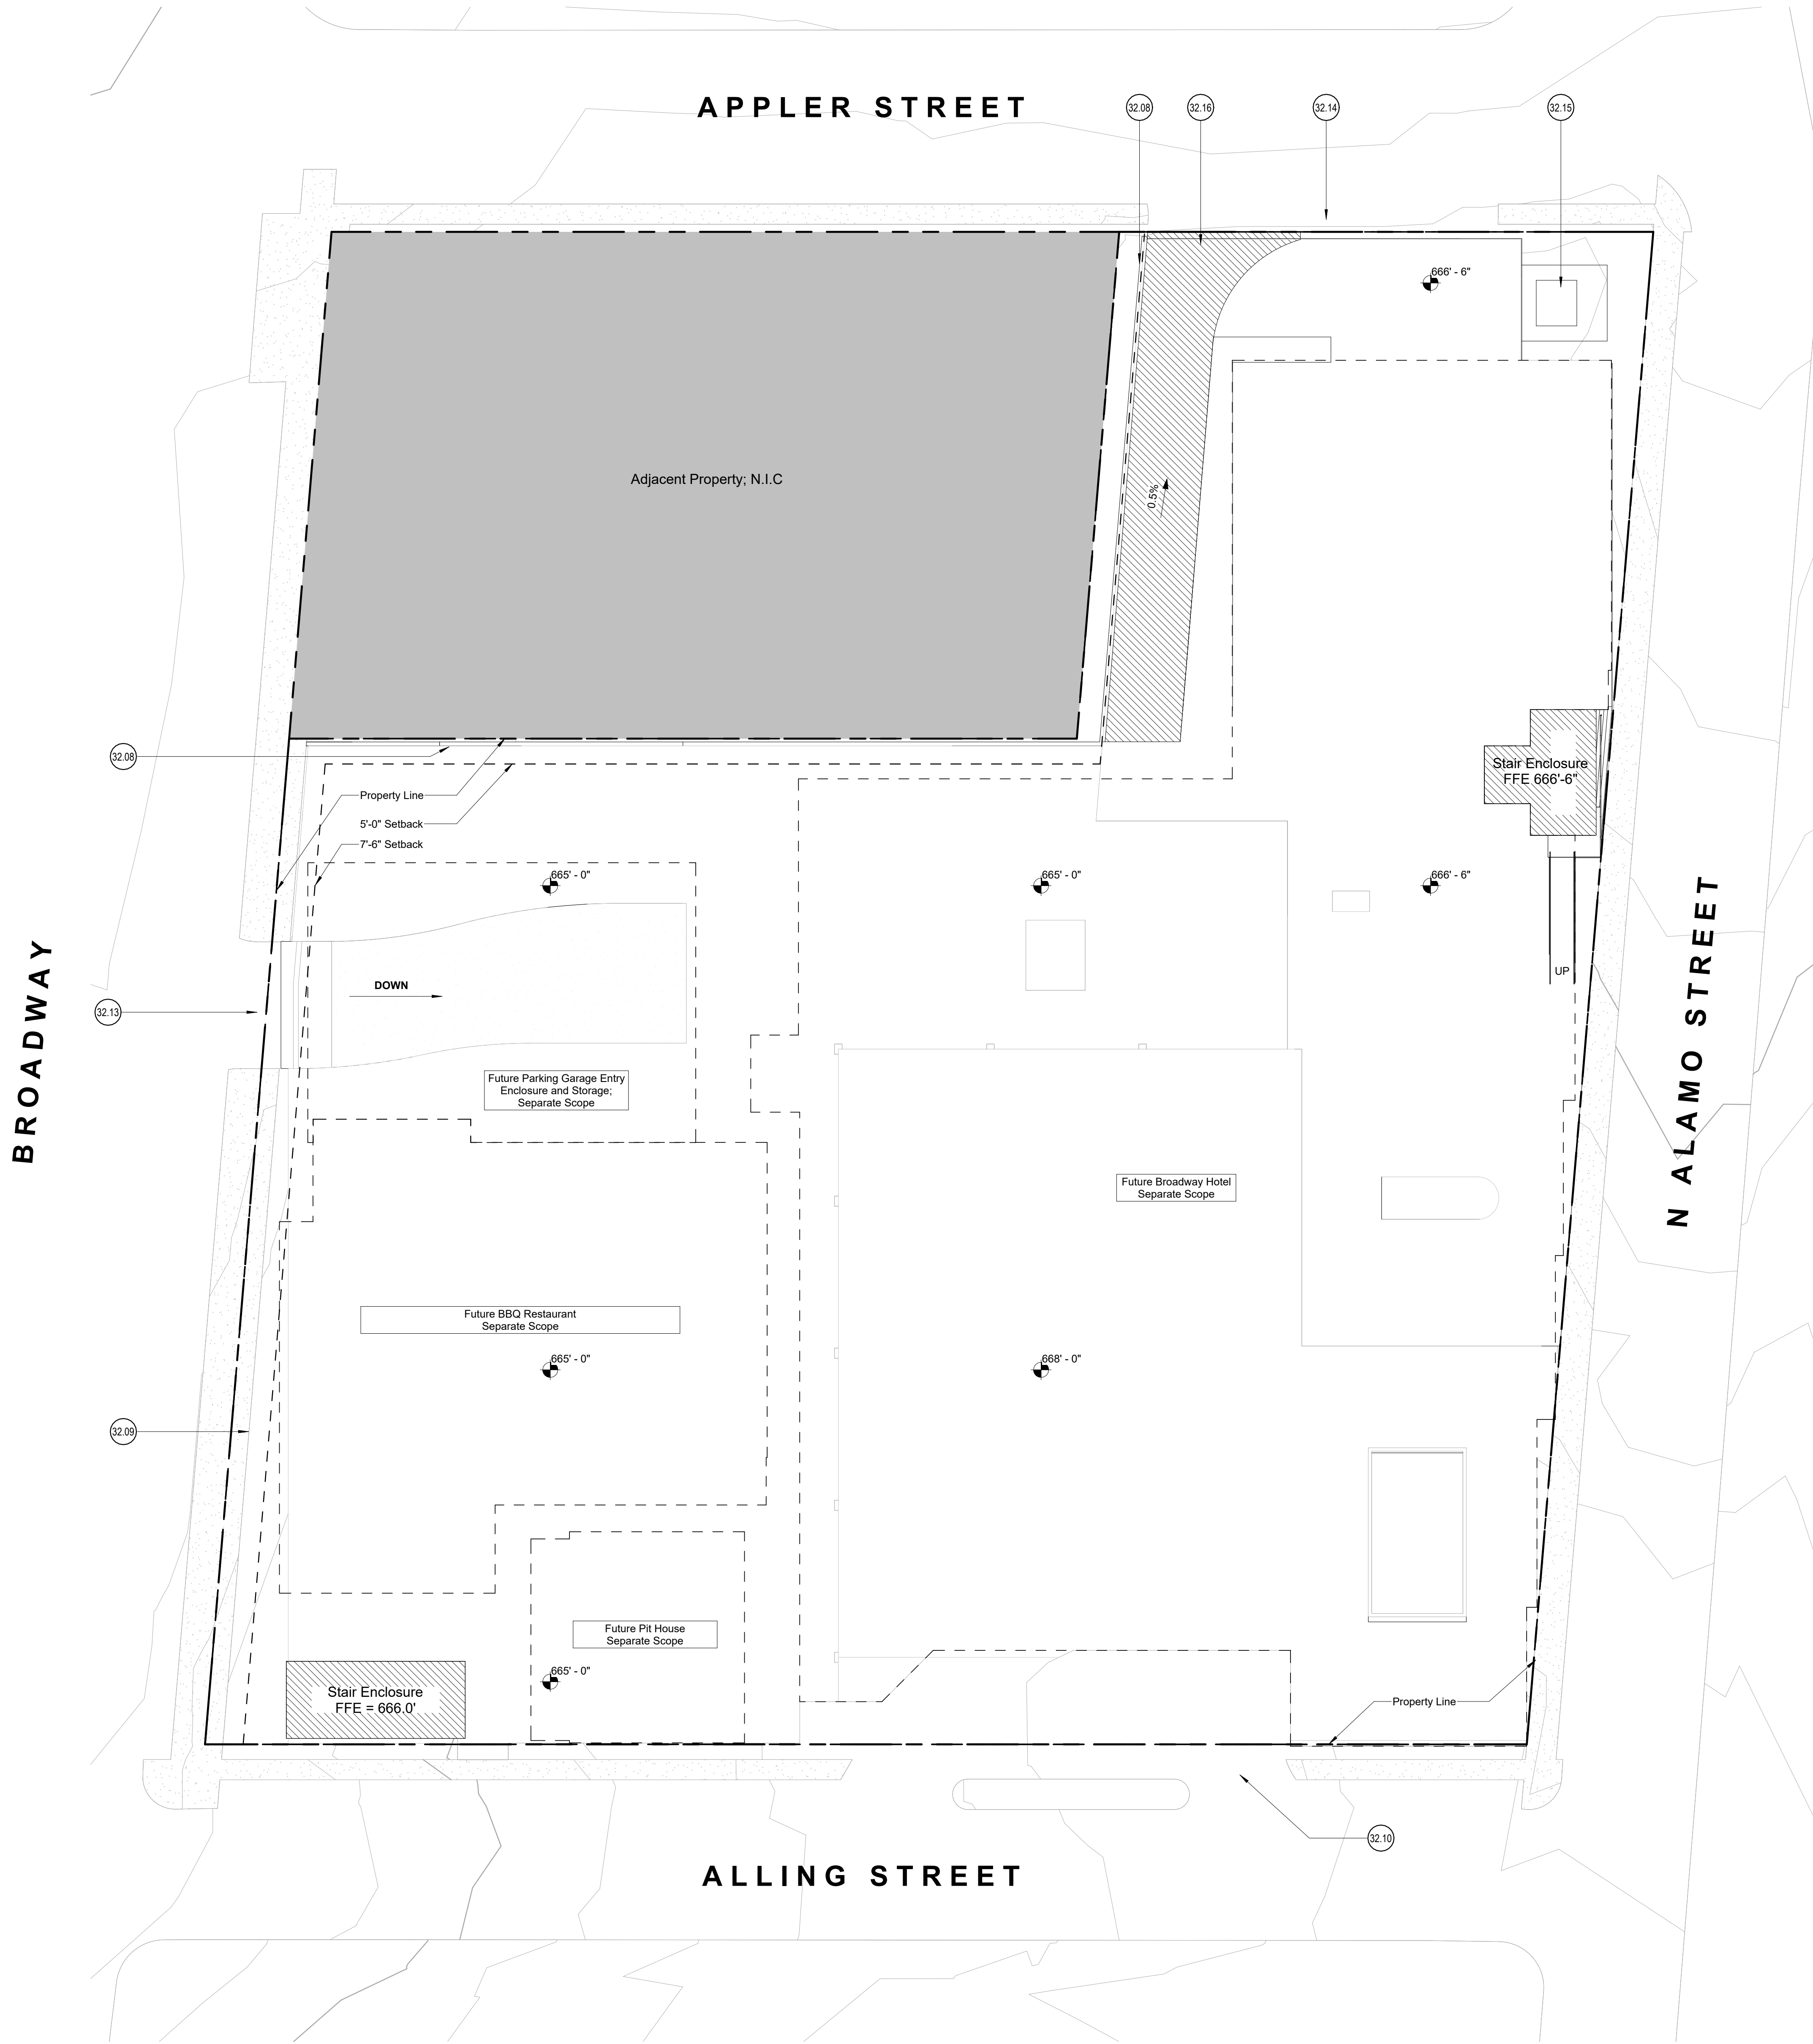 APPLER STREET
32.08
32.16
32.14
32.15
666' - 6"
Adjacent Property; N.I.C
0.5%
32.08
Stair Enclosure
FFE 666'-6"
Property Line
5'-0" Setback
7'-6" Setback
665' - 0"
665' - 0"
666' - 6"
UP
DOWN
32.13
BROADWAY
N ALAMO STREET
Future Parking Garage Entry
Enclosure and Storage;
Separate Scope
Future Broadway Hotel
Separate Scope
Future BBQ Restaurant
Separate Scope
665' - 0"
668' - 0"
32.09
Future Pit House
Separate Scope
665' - 0"
Stair Enclosure
FFE = 666.0'
Property Line
32.10
ALLING STREET